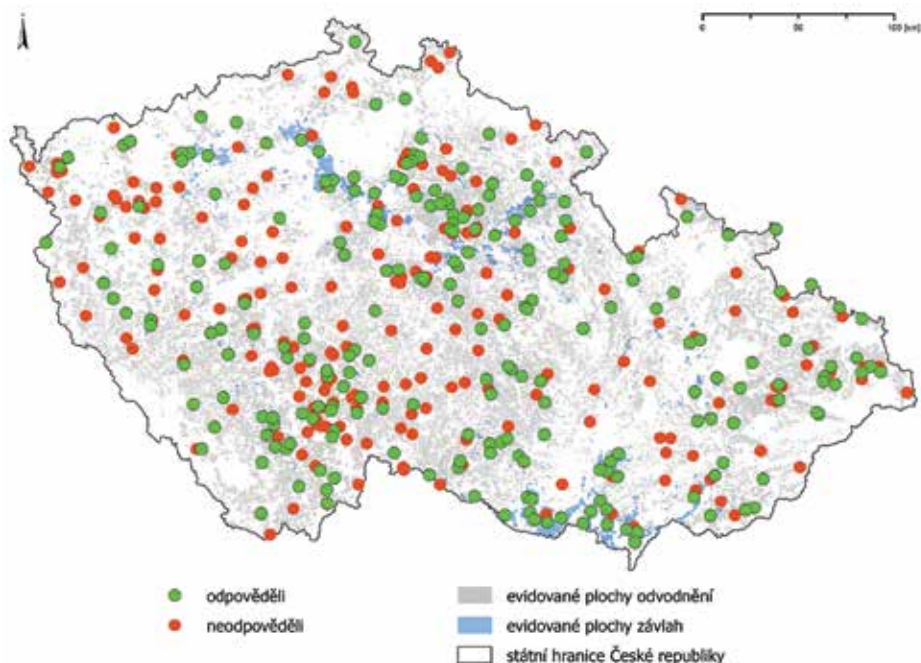 0 50 100 [km]
odpověděli
neodpověděli
evidované plochy odvodnění
evidované plochy závlah
státní hranice České republiky